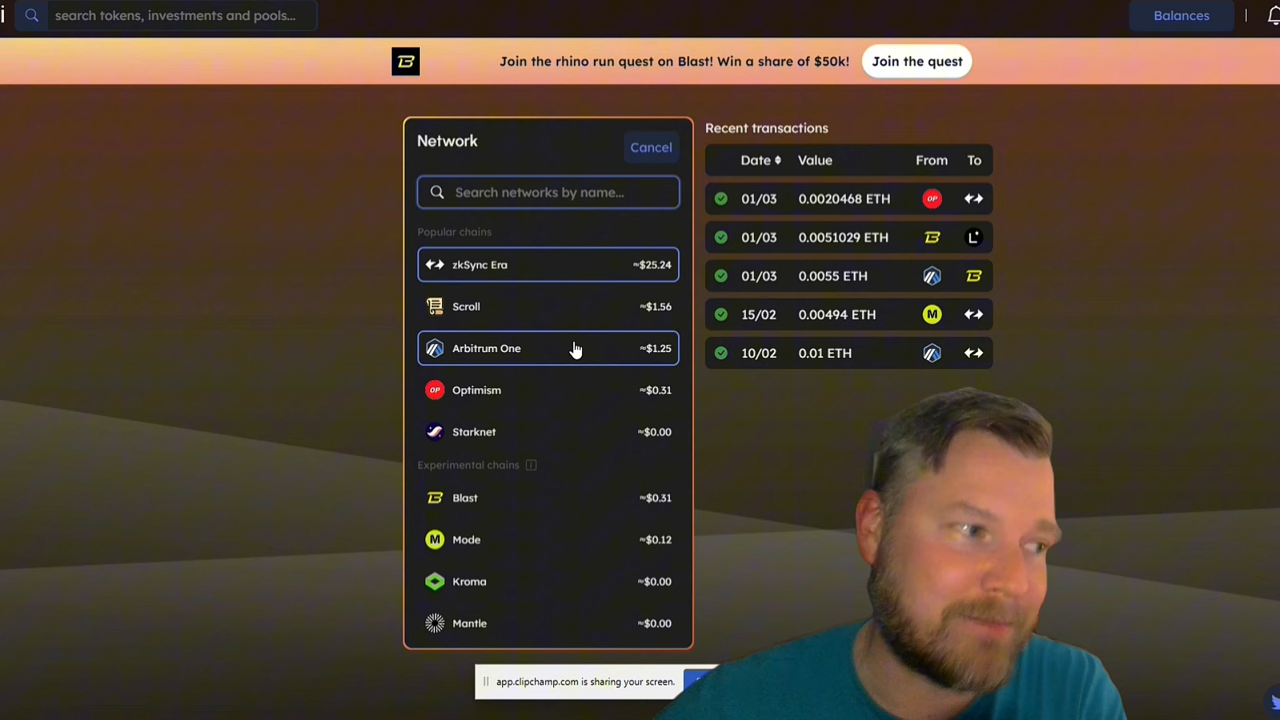 i
search tokens, investments and pools...
Balances
Join the rhino run quest on Blast! Win a share of $50k!
Join the quest
Network
Cancel
Search networks by name...
Popular chains
zkSync Era ≈$25.24
Scroll ≈$1.56
Arbitrum One ≈$1.25
Optimism ≈$0.31
OP
Starknet ≈$0.00
Experimental chains
Blast ≈$0.31
Mode ≈$0.12
M
Kroma ≈$0.00
Mantle ≈$0.00
Recent transactions
Date Value From To
01/03 0.0020468 ETH OP
01/03 0.0051029 ETH B L
01/03 0.0055 ETH B
15/02 0.00494 ETH M
10/02 0.01 ETH
app.clipchamp.com is sharing your screen.